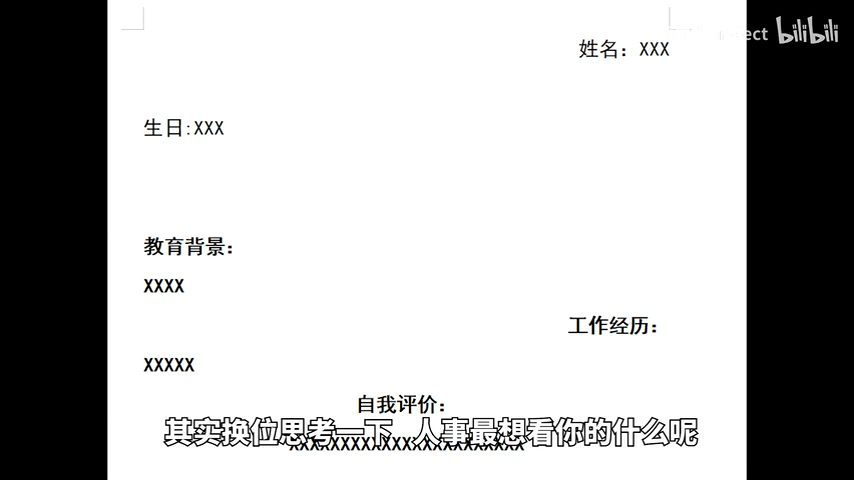 bilibili
姓名：XXX
生日:XXX
教育背景：
XXXX
工作经历：
XXXXX
自我评价：
其实换位思考一下 人事最想看你的什么呢